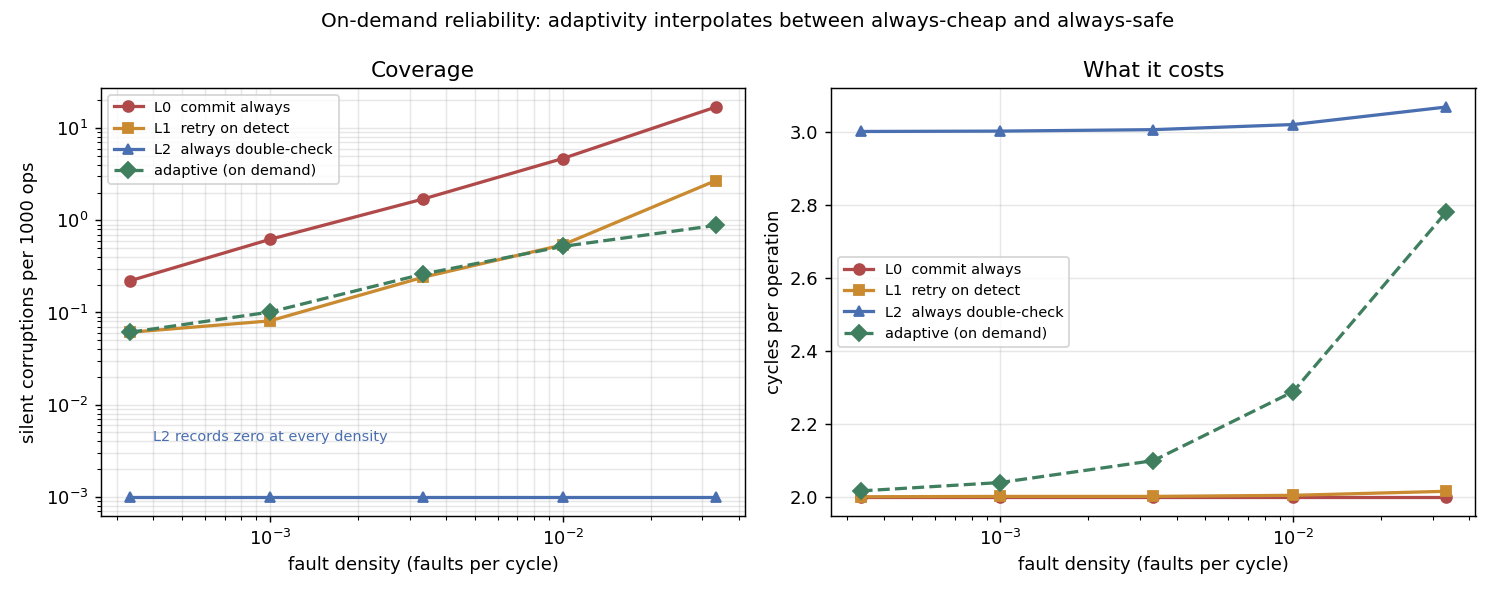 On-demand reliability: adaptivity interpolates between always-cheap and always-safe
Coverage
silent corruptions per 1000 ops
10¹
10⁰
10⁻¹
10⁻²
10⁻³
L0 commit always
L1 retry on detect
L2 always double-check
adaptive (on demand)
L2 records zero at every density
10⁻³
10⁻²
fault density (faults per cycle)
What it costs
cycles per operation
3.0
2.8
2.6
2.4
2.2
2.0
L0 commit always
L1 retry on detect
L2 always double-check
adaptive (on demand)
10⁻³
10⁻²
fault density (faults per cycle)